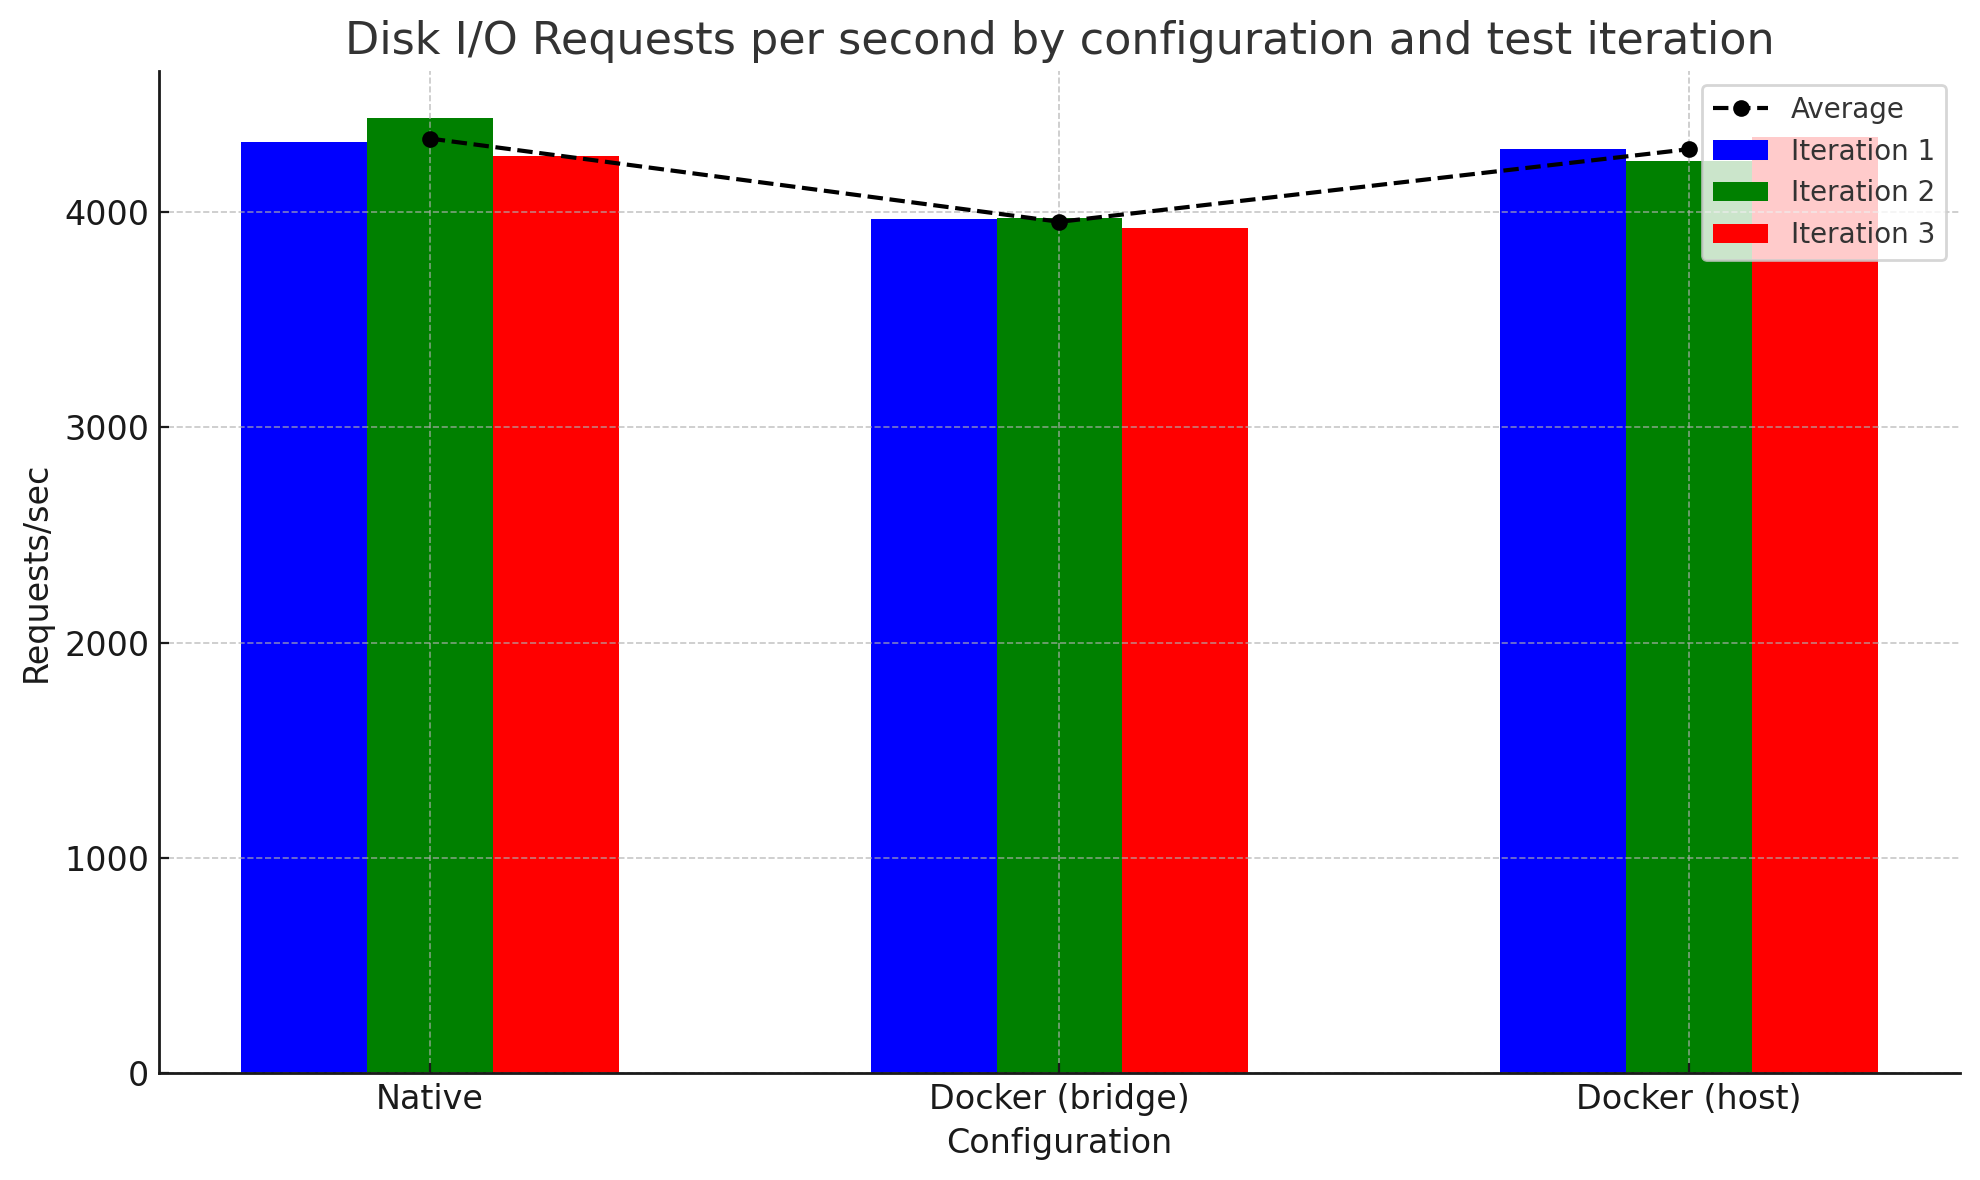 Disk I/O Requests per second by configuration and test iteration
Average
Iteration 1
Iteration 2
Iteration 3
4000
3000
2000
1000
0
Requests/sec
Native
Docker (bridge)
Docker (host)
Configuration